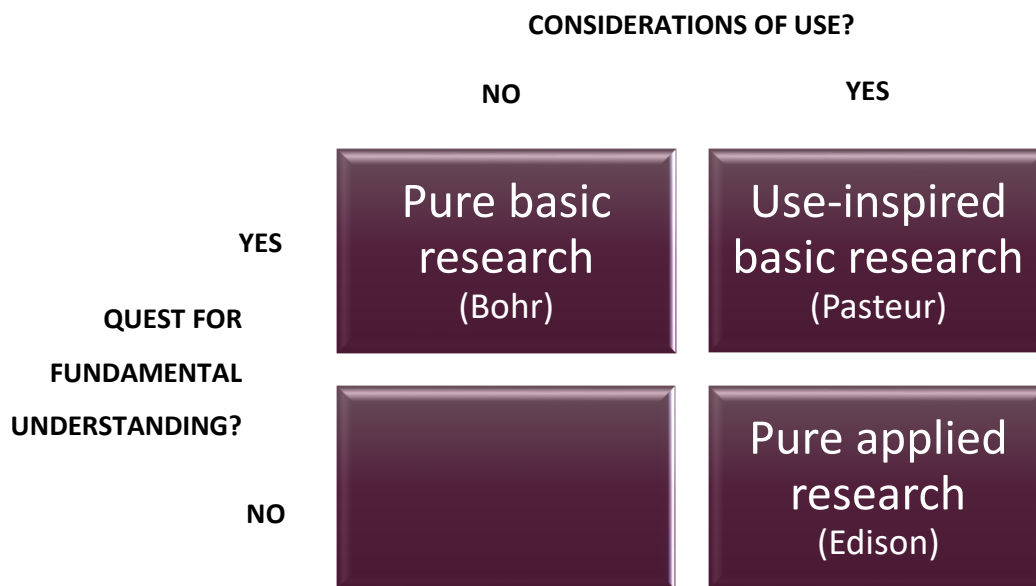 CONSIDERATIONS OF USE?
NO
YES
YES
Pure basic
research
(Bohr)
Use-inspired
basic research
(Pasteur)
QUEST FOR
FUNDAMENTAL
UNDERSTANDING?
NO
Pure applied
research
(Edison)